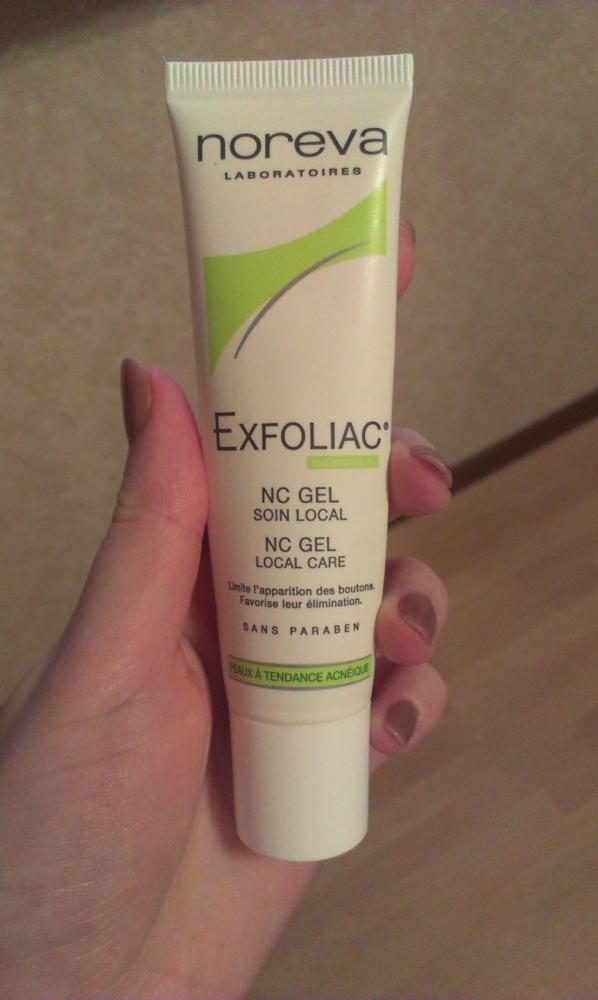 noreva
LABORATOIRES
EXFOLIAC®
NC GEL
SOIN LOCAL
NC GEL
LOCAL CARE
Limite l'apparition des boutons.
Favorise leur élimination.
SANS PARABEN
PEAUX À TENDANCE ACNÉIQUE